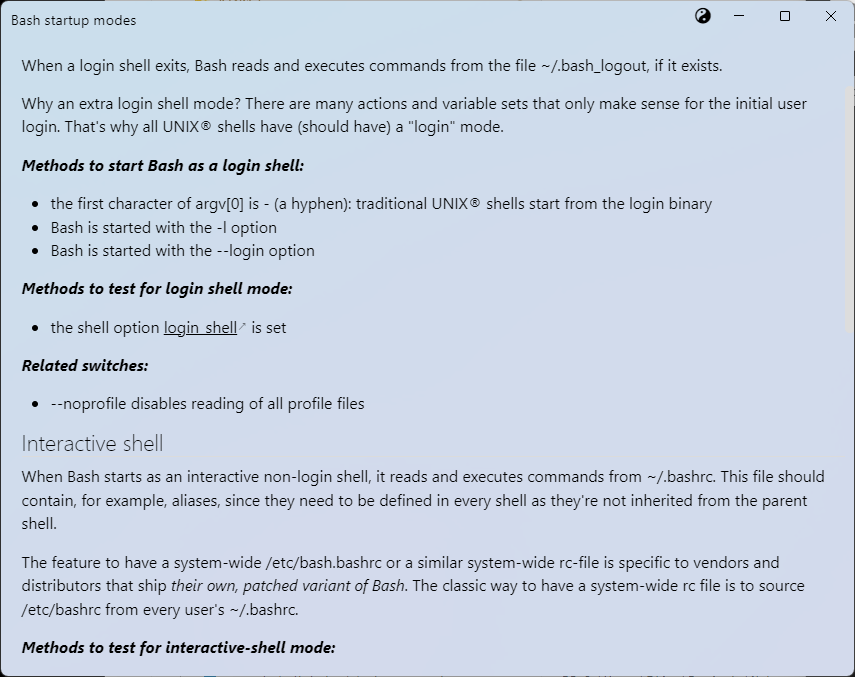 Bash startup modes
When a login shell exits, Bash reads and executes commands from the file ~/.bash_logout, if it exists.
Why an extra login shell mode? There are many actions and variable sets that only make sense for the initial user
login. That's why all UNIX® shells have (should have) a "login" mode.
Methods to start Bash as a login shell:
• the first character of argv[0] is - (a hyphen): traditional UNIX® shells start from the login binary
• Bash is started with the -l option
• Bash is started with the --login option
Methods to test for login shell mode:
• the shell option login_shell↗ is set
Related switches:
• --noprofile disables reading of all profile files
Interactive shell
When Bash starts as an interactive non-login shell, it reads and executes commands from ~/.bashrc. This file should
contain, for example, aliases, since they need to be defined in every shell as they're not inherited from the parent
shell.
The feature to have a system-wide /etc/bash.bashrc or a similar system-wide rc-file is specific to vendors and
distributors that ship their own, patched variant of Bash. The classic way to have a system-wide rc file is to source
/etc/bashrc from every user's ~/.bashrc.
Methods to test for interactive-shell mode: